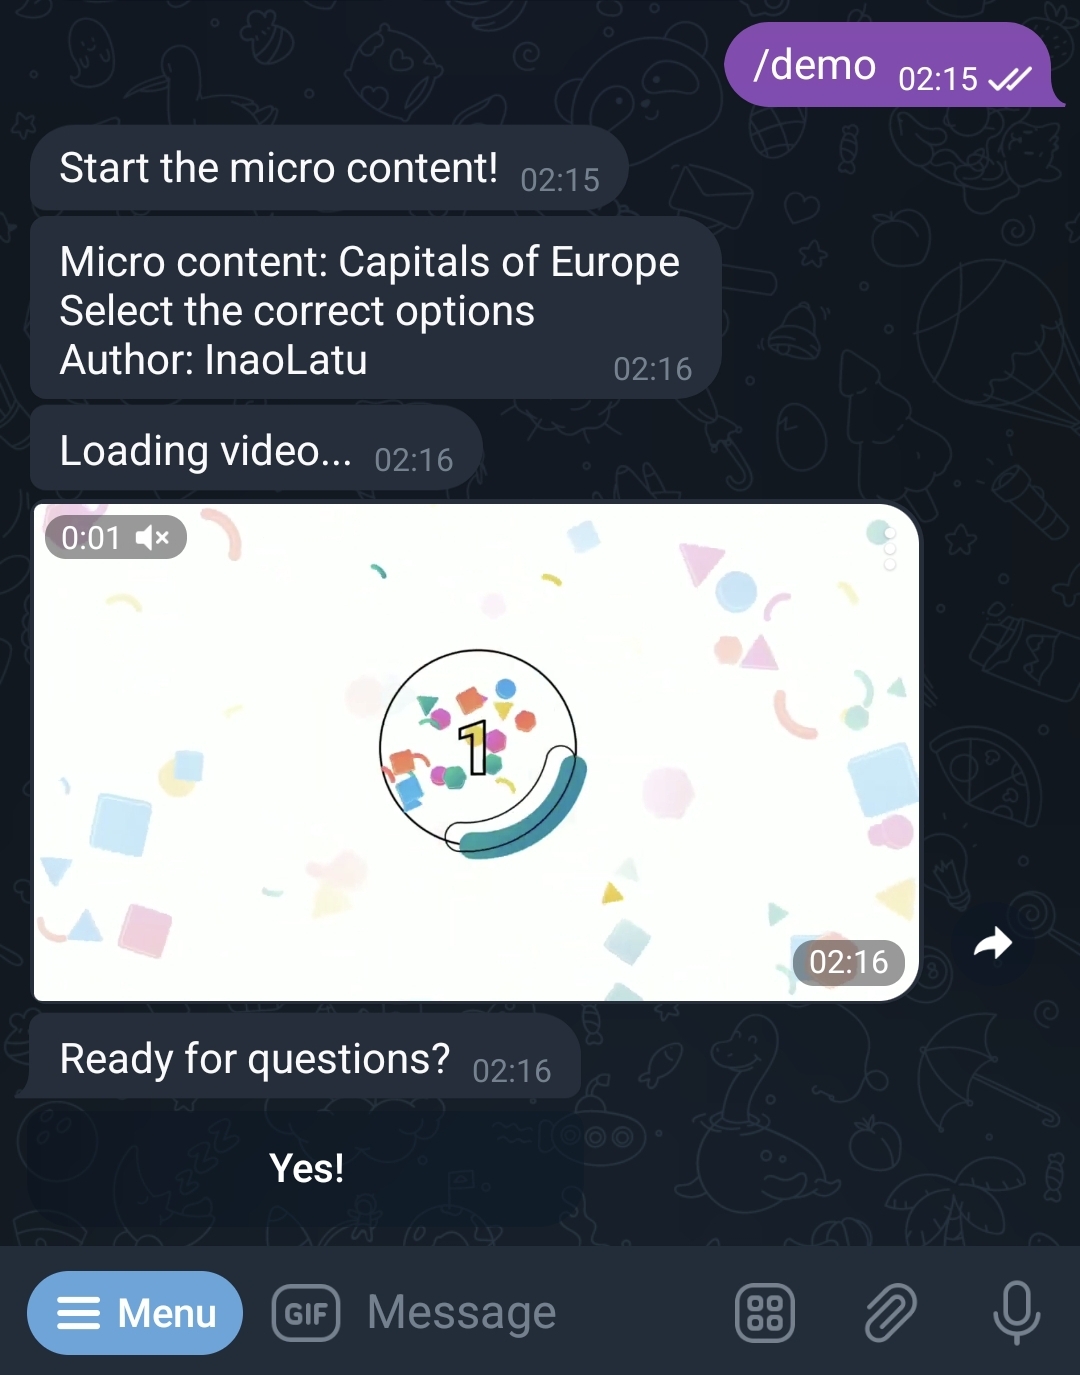 /demo 02:15
Start the micro content! 02:15
Micro content: Capitals of Europe
Select the correct options
Author: InaoLatu 02:16
Loading video... 02:16
0:01
1
02:16
Ready for questions? 02:16
Yes!
Menu GIF Message